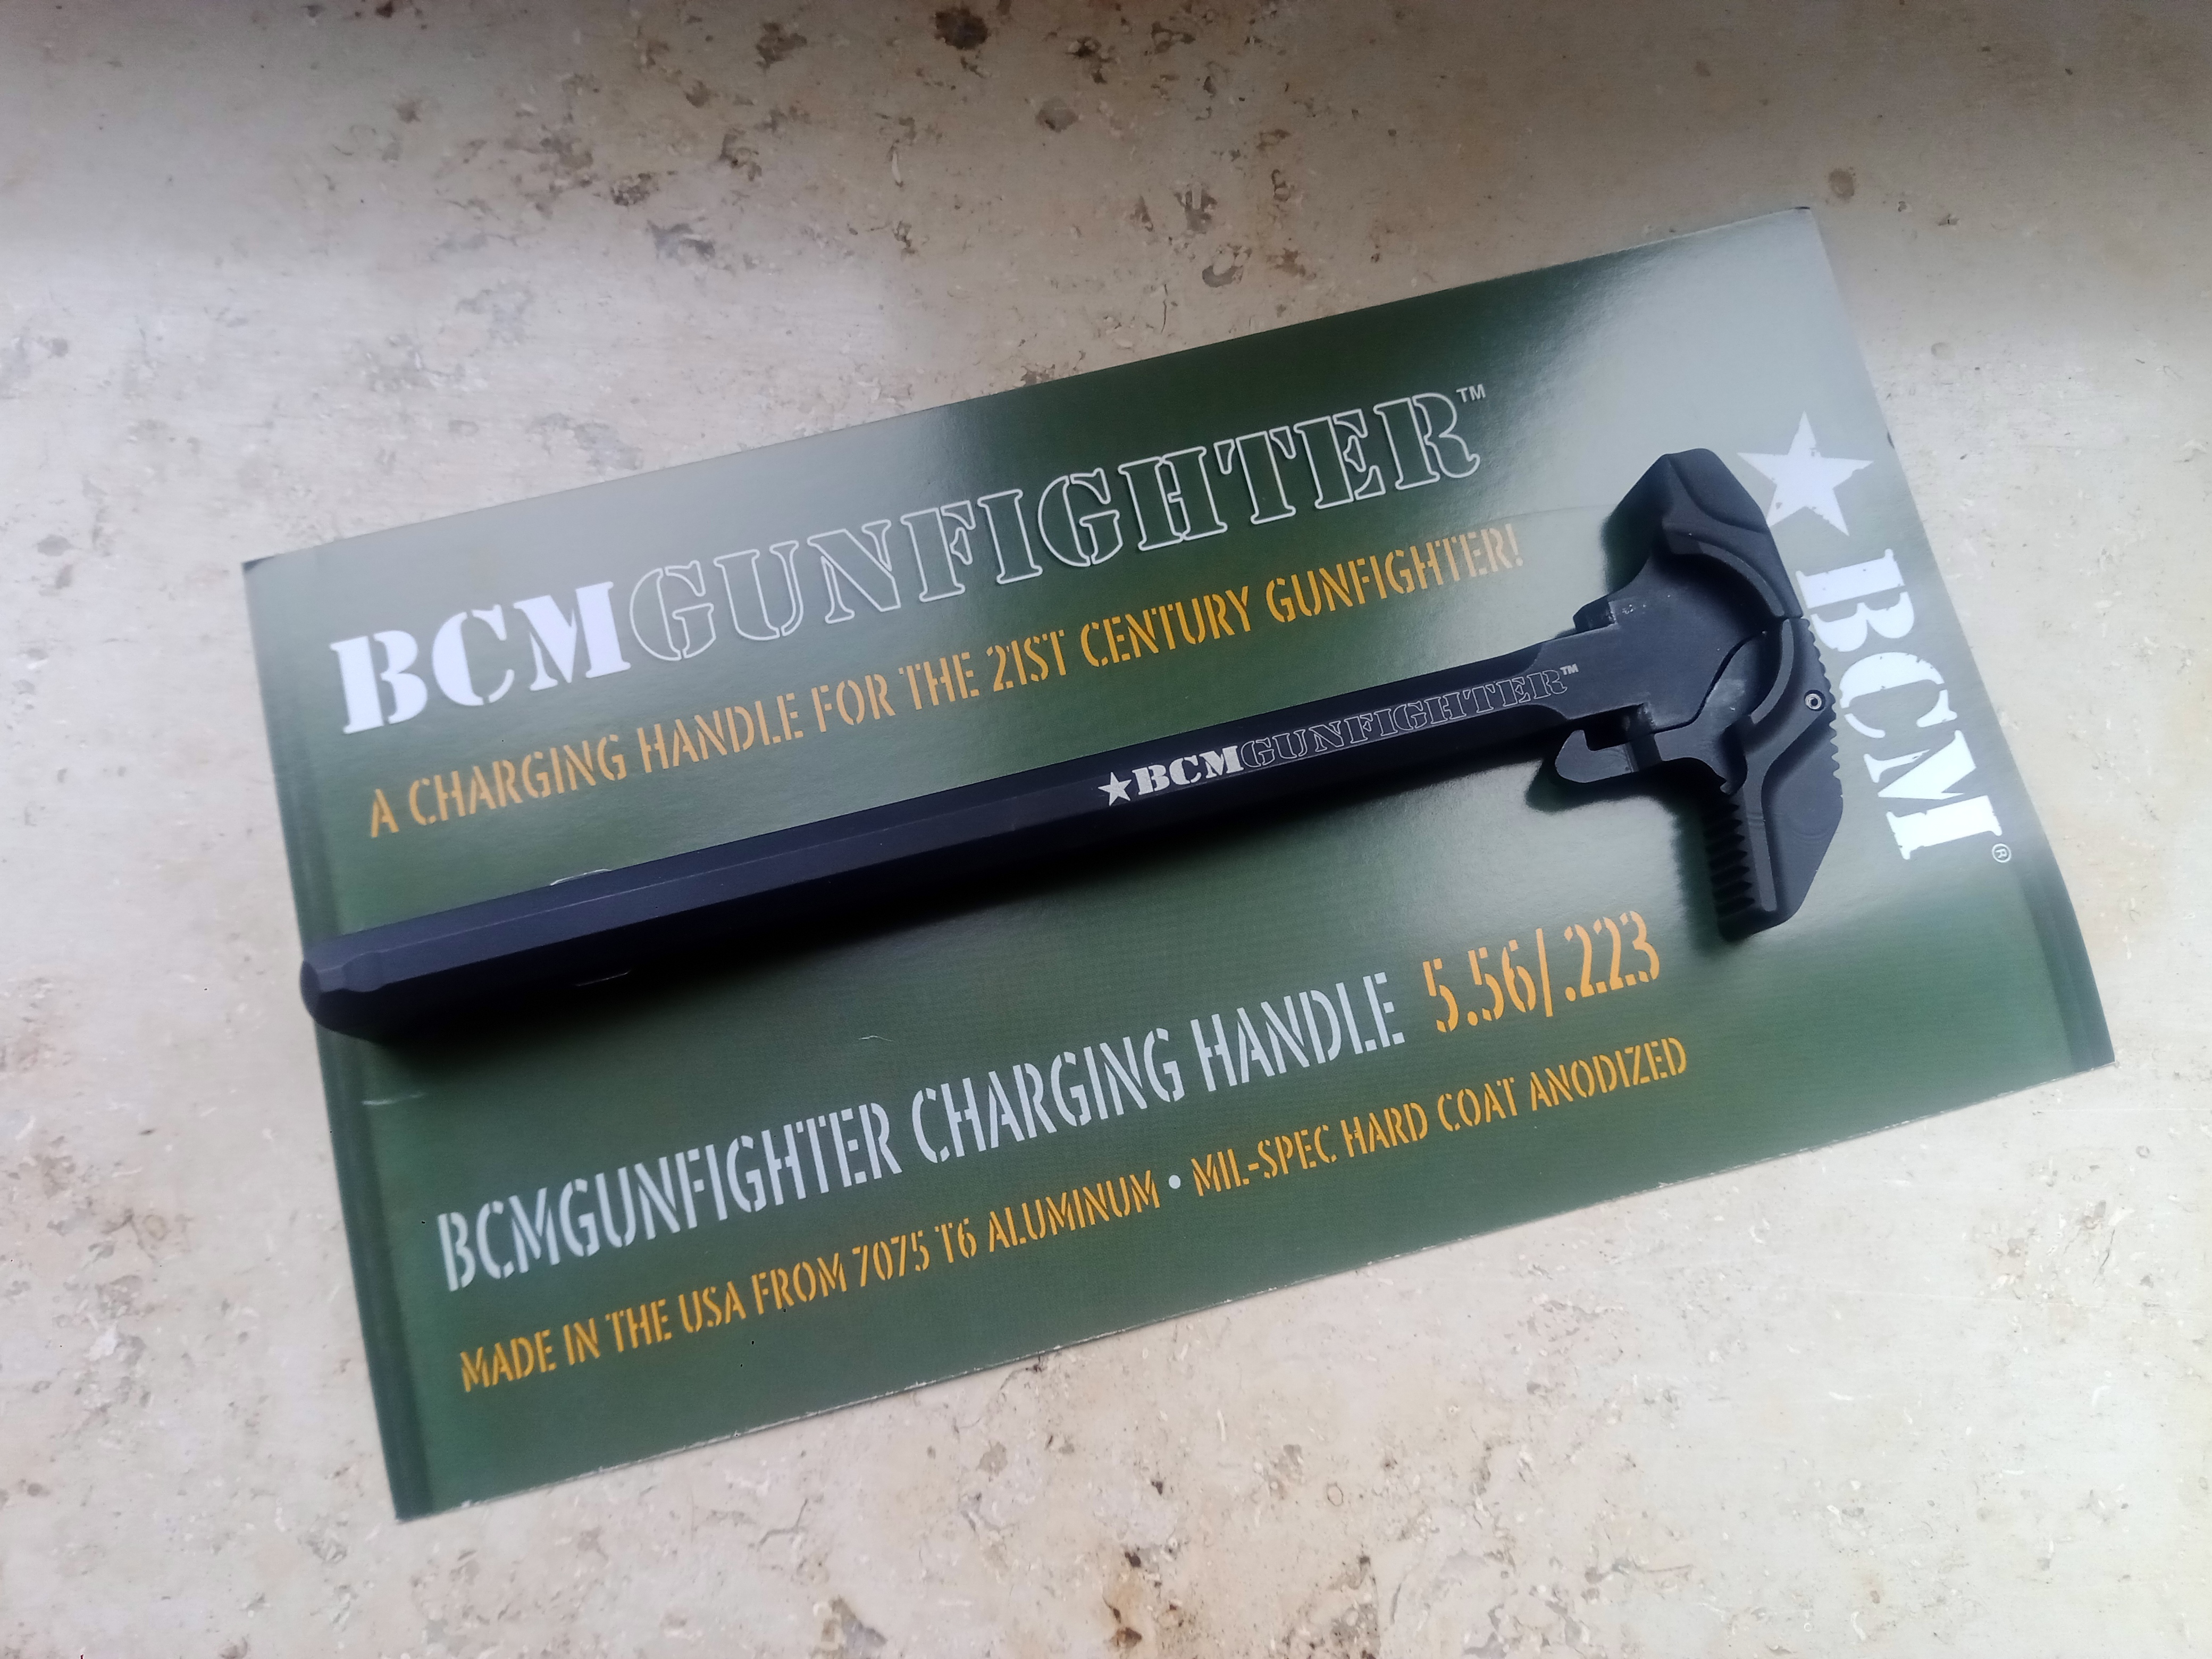 BCMGUNFIGHTER™
A CHARGING HANDLE FOR THE 21ST CENTURY GUNFIGHTER!
★BCM®
★BCMGUNFIGHTER™
BCMGUNFIGHTER CHARGING HANDLE 5.56/.223
MADE IN THE USA FROM 7075 T6 ALUMINUM • MIL-SPEC HARD COAT ANODIZED